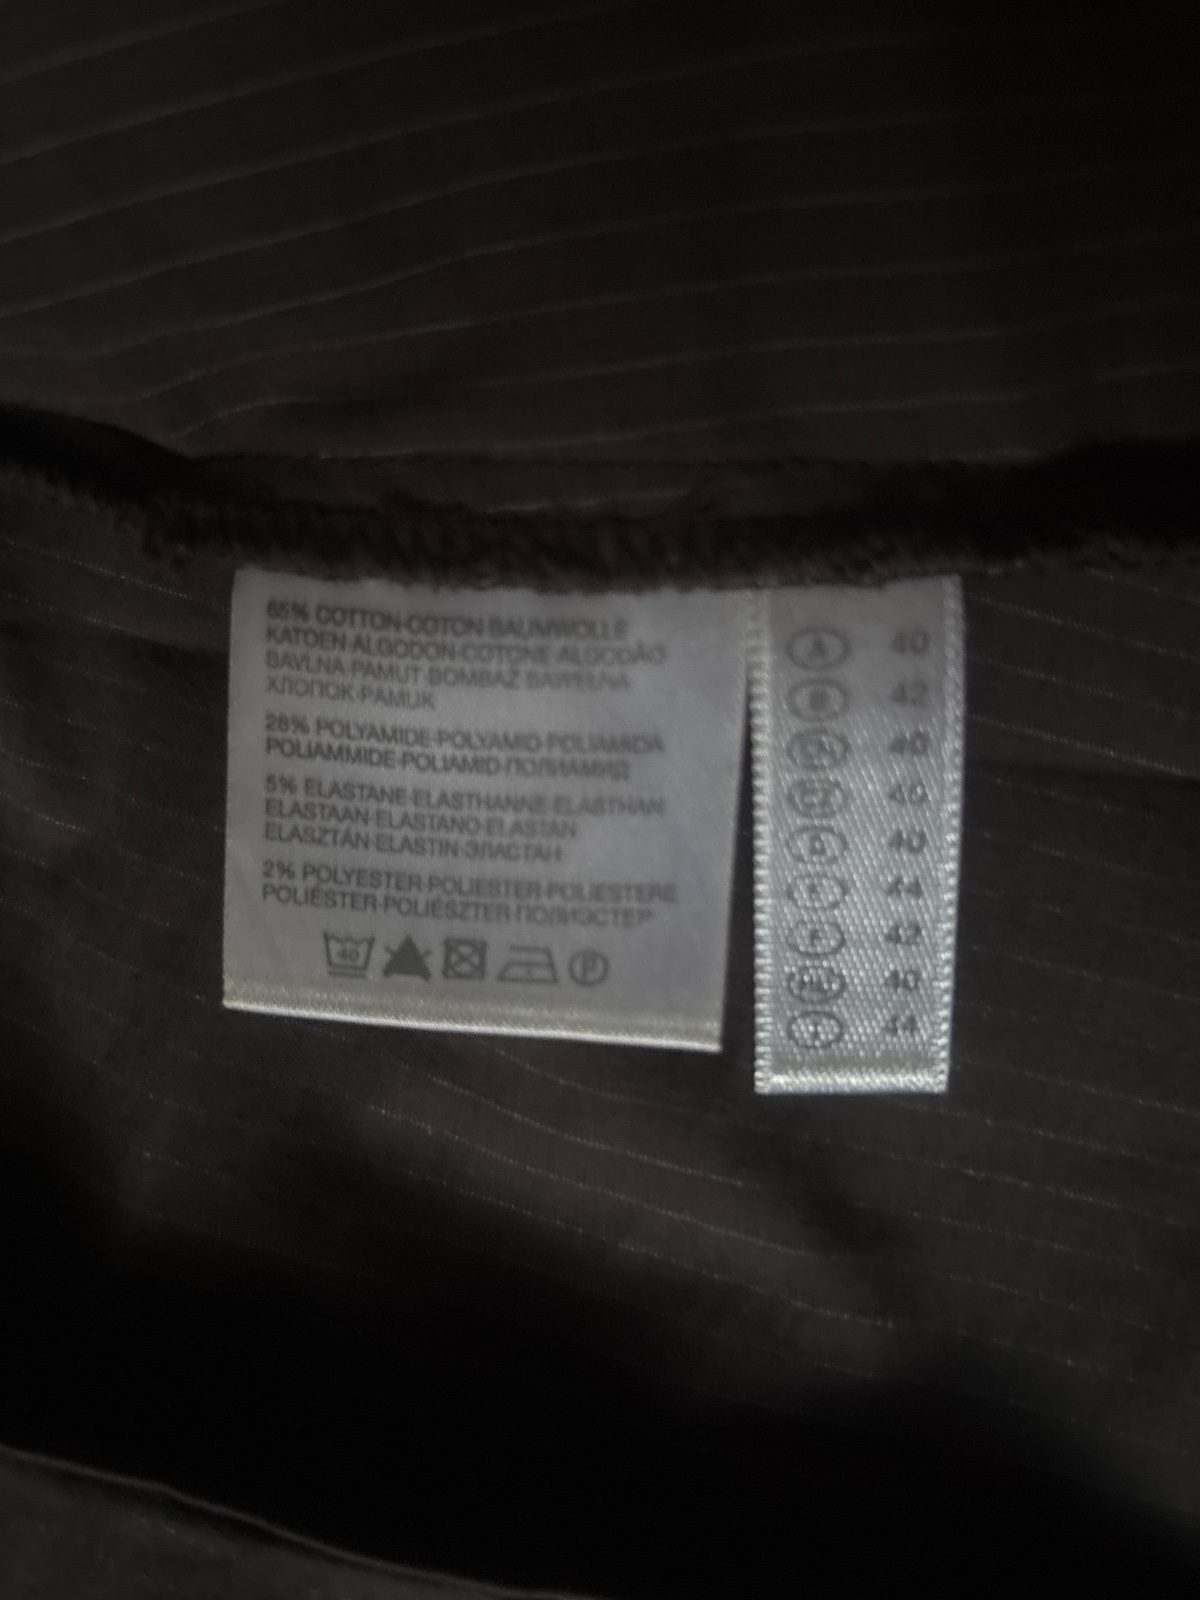 65% COTTON·COTON·BAUMWOLLE
KATOEN·ALGODON·COTONE·ALGODÃO
BAVLNA·PAMUT·BOMBAŽ·BAWEŁNA
ХЛОПОК·PAMUK
28% POLYAMIDE·POLYAMID·POLIAMIDA
POLIAMMIDE·POLIAMID·ПОЛИАМИД
5% ELASTANE·ELASTHANNE·ELASTHAN
ELASTAAN·ELASTANO·ELASTAN
ELASZTÁN·ELASTIN·ЭЛАСТАН
2% POLYESTER·POLIESTER·POLIESTERE
POLIÉSTER·POLIÉSZTER·ПОЛИЭСТЕР
40
P
A 40
42
40
40
D 40
44
42
40
44